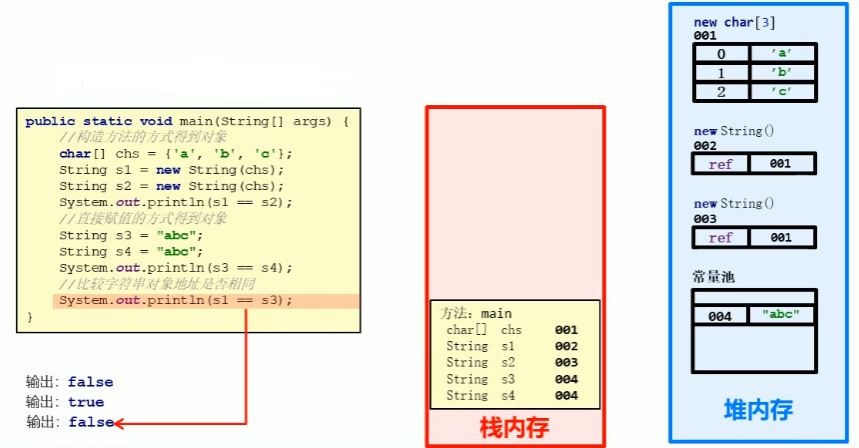 public static void main(String[] args) {
//构造方法的方式得到对象
char[] chs = {'a', 'b', 'c'};
String s1 = new String(chs);
String s2 = new String(chs);
System.out.println(s1 == s2);
//直接赋值的方式得到对象
String s3 = "abc";
String s4 = "abc";
System.out.println(s3 == s4);
//比较字符串对象地址是否相同
System.out.println(s1 == s3);
}
输出：false
输出：true
输出：false
方法：main
char[] chs 001
String s1 002
String s2 003
String s3 004
String s4 004
栈内存
new char[3]
001
0 'a'
1 'b'
2 'c'
new String()
002
ref 001
new String()
003
ref 001
常量池
004 "abc"
堆内存